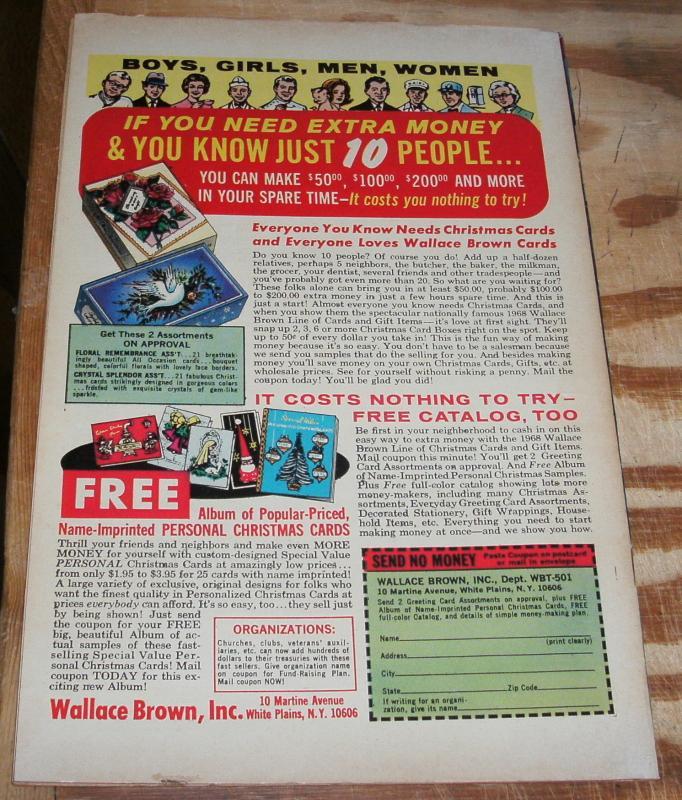 BOYS, GIRLS, MEN, WOMEN
IF YOU NEED EXTRA MONEY
& YOU KNOW JUST 10 PEOPLE...
YOU CAN MAKE $50⁰⁰, $100⁰⁰, $200⁰⁰ AND MORE
IN YOUR SPARE TIME—It costs you nothing to try!
Everyone You Know Needs Christmas Cards
and Everyone Loves Wallace Brown Cards
Do you know 10 people? Of course you do! Add up a half-dozen
relatives, perhaps 5 neighbors, the butcher, the baker, the milkman,
the grocer, your dentist, several friends and other tradespeople—and
you've probably got even more than 20. So what are you waiting for?
These folks alone can bring you in at least $50.00, probably $100.00
to $200.00 extra money in just a few hours spare time. And this is
just a start! Almost everyone you know needs Christmas Cards, and
when you show them the spectacular nationally famous 1968 Wallace
Brown Line of Cards and Gift Items—it's love at first sight. They'll
snap up 2, 3, 6 or more Christmas Card Boxes right on the spot. Keep
up to 50¢ of every dollar you take in! This is the fun way of making
money because it's so easy. You don't have to be a salesman because
we send you samples that do the selling for you. And besides making
money you'll save money on your own Christmas Cards, Gifts, etc. at
wholesale prices. See for yourself without risking a penny. Mail the
coupon today! You'll be glad you did!
Get These 2 Assortments
ON APPROVAL
FLORAL REMEMBRANCE ASS'T...21 breathtak-
ingly beautiful All Occasion cards...bouquet
shaped, colorful florals with lovely lace borders.
CRYSTAL SPLENDOR ASS'T...21 fabulous Christ-
mas cards strikingly designed in gorgeous colors
...frosted with exquisite crystals of gem-like
sparkle.
IT COSTS NOTHING TO TRY—
FREE CATALOG, TOO
Be first in your neighborhood to cash in on this
easy way to extra money with the 1968 Wallace
Brown Line of Christmas Cards and Gift Items.
Mail coupon this minute! You'll get 2 Greeting
Card Assortments on approval. And Free Album
of Name-Imprinted Personal Christmas Samples.
Plus Free full-color catalog showing lots more
money-makers, including many Christmas As-
sortments, Everyday Greeting Card Assortments,
Decorated Stationery, Gift Wrappings, House-
hold Items, etc. Everything you need to start
making money at once—and we show you how.
FREE
Album of Popular-Priced,
Name-Imprinted PERSONAL CHRISTMAS CARDS
Thrill your friends and neighbors and make even MORE
MONEY for yourself with custom-designed Special Value
PERSONAL Christmas Cards at amazingly low prices...
from only $1.95 to $3.95 for 25 cards with name imprinted!
A large variety of exclusive, original designs for folks who
want the finest quality in Personalized Christmas Cards at
prices everybody can afford. It's so easy, too...they sell just
by being shown! Just send
the coupon for your FREE
big, beautiful Album of ac-
tual samples of these fast-
selling Special Value Per-
sonal Christmas Cards! Mail
coupon TODAY for this ex-
citing new Album!
ORGANIZATIONS:
Churches, clubs, veterans' auxil-
iaries, etc. can now add hundreds of
dollars to their treasuries with these
fast sellers. Give organization name
on coupon for Fund-Raising Plan.
Mail coupon NOW!
Wallace Brown, Inc. 10 Martine Avenue
White Plains, N.Y. 10606
SEND NO MONEY Paste Coupon on postcard
or mail in envelope
WALLACE BROWN, INC., Dept. WBT-501
10 Martine Avenue, White Plains, N.Y. 10606
Send 2 Greeting Card Assortments on approval, plus FREE
Album of Name-Imprinted Personal Christmas Cards, FREE
full-color Catalog, and details of simple money-making plan.
Name
(print clearly)
Address
City
State Zip Code
If writing for an organi-
zation, give its name